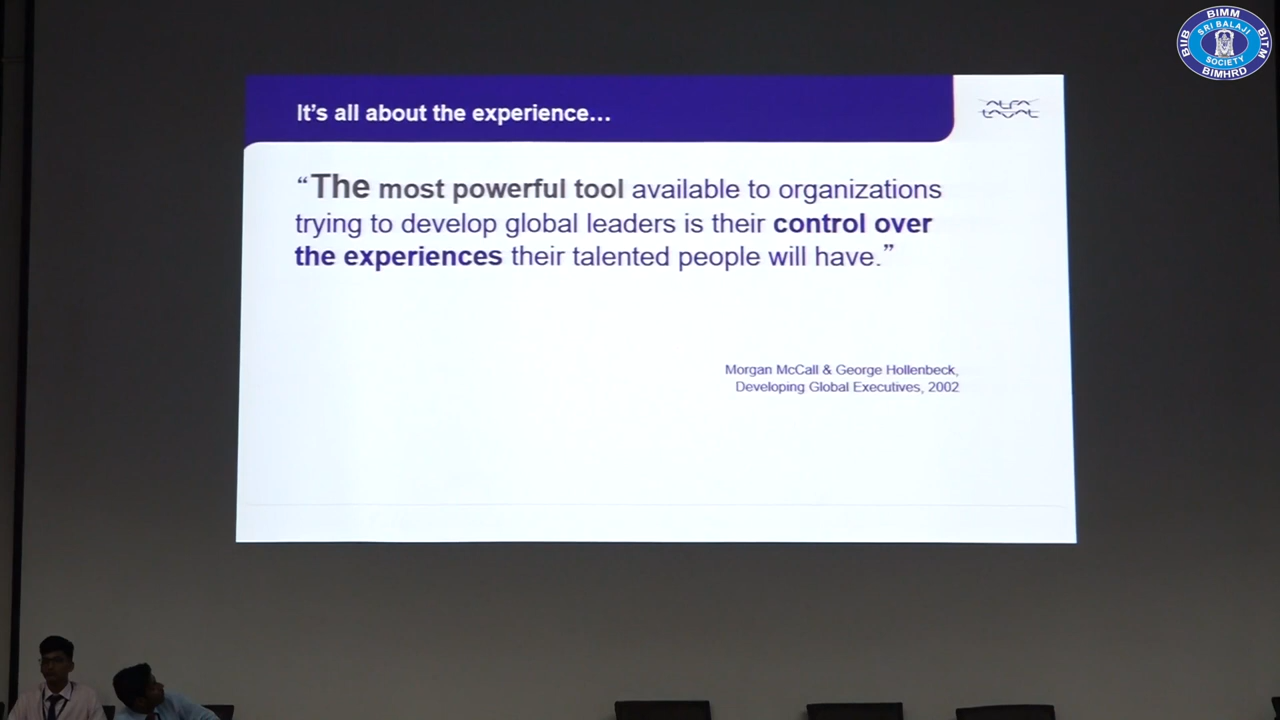 BIMM
BIIB
SRI BALAJI
SOCIETY
BITM
BIMHRD
It's all about the experience...
ALFA
LAVAL
“The most powerful tool available to organizations
trying to develop global leaders is their control over
the experiences their talented people will have.”
Morgan McCall & George Hollenbeck,
Developing Global Executives, 2002